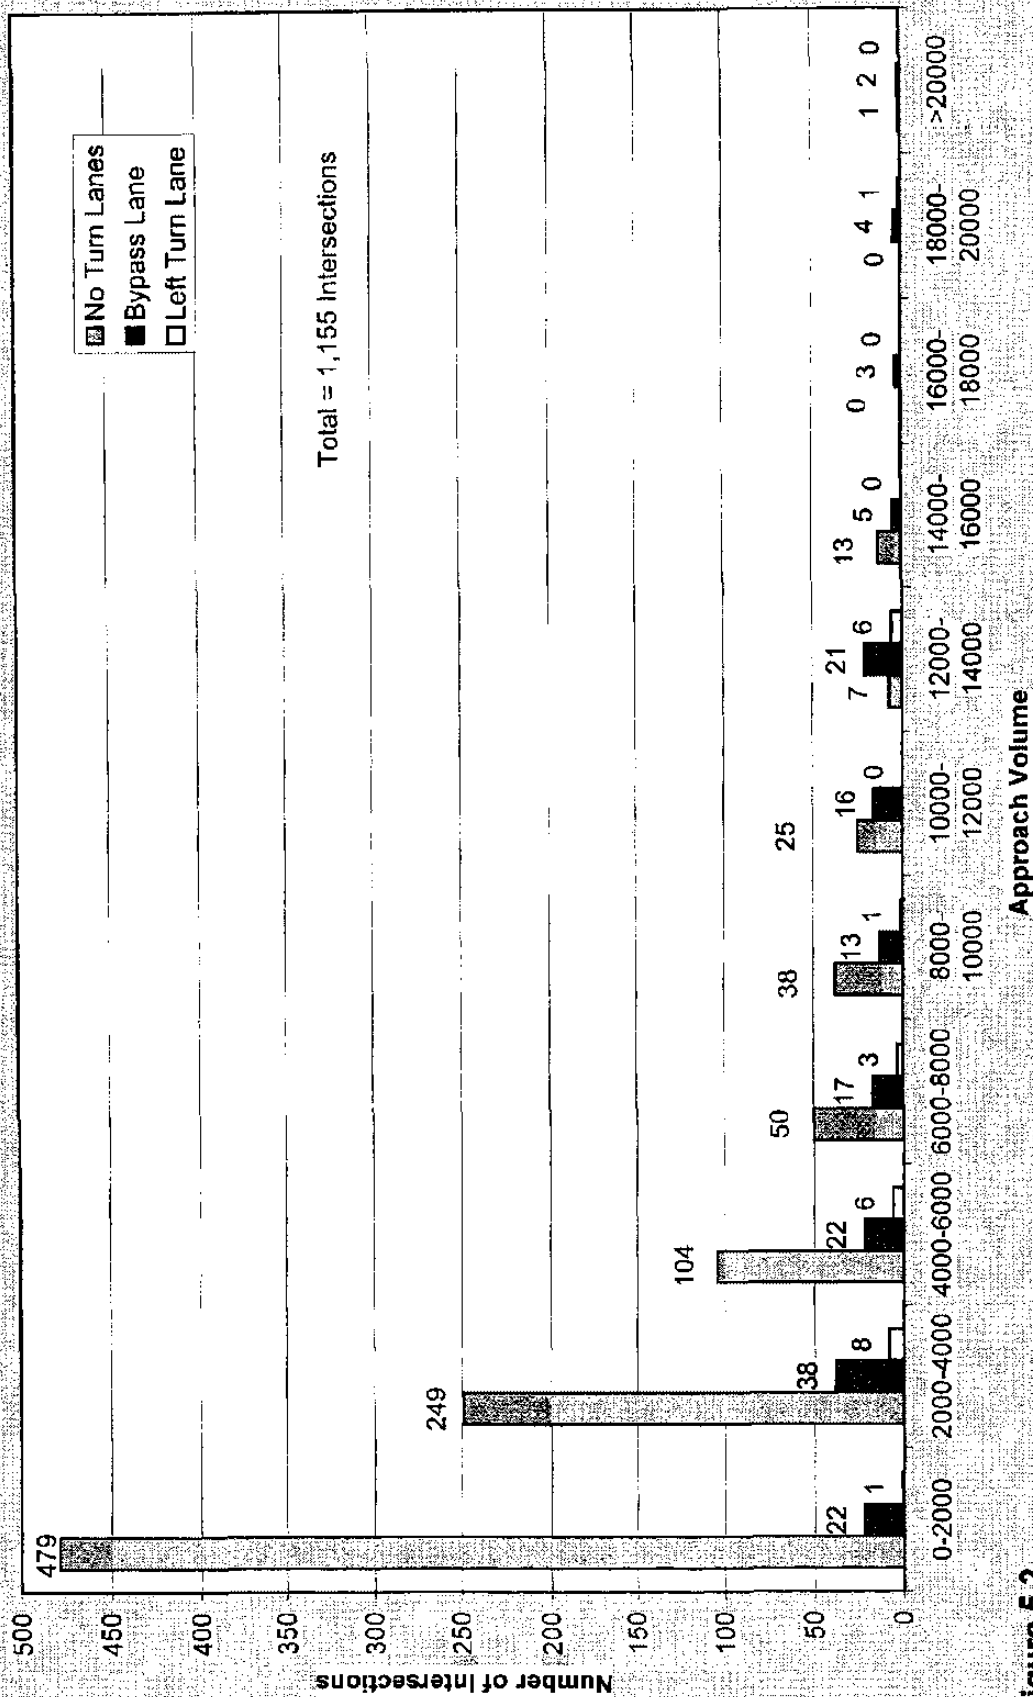 500
450
400
350
300
250
200
150
100
50
0
Number of Intersections
No Turn Lanes
Bypass Lane
Left Turn Lane
Total = 1,155 Intersections
479 22 1
249 38 8
104 22 6
50 17 3
38 13 1
25 16 0
7 21 6
13 5 0
0 3 0
0 4 1
1 2 0
0-2000 2000-4000 4000-6000 6000-8000 8000- 10000- 12000- 14000- 16000- 18000- >20000
10000 12000 14000 16000 18000 20000
Approach Volume